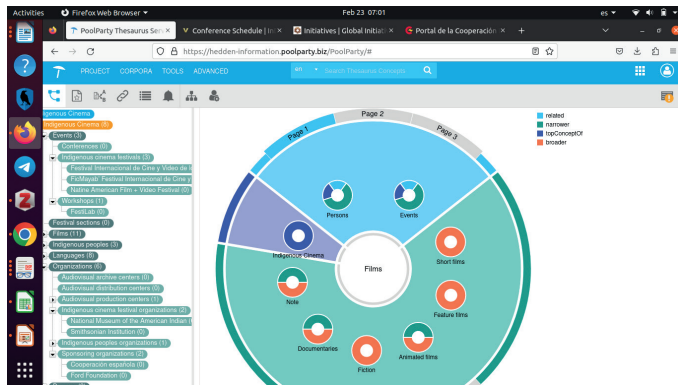 Activities
Firefox Web Browser
Feb 23 07:01
es
PoolParty Thesaurus Ser
Conference Schedule | In
Initiatives | Global Initiat
Portal de la Cooperación
https://hedden-information.poolparty.biz/PoolParty/#
PROJECT CORPORA TOOLS ADVANCED
en
Search Thesaurus Concepts
Indigenous Cinema (8)
Events (3)
Conferences (0)
Indigenous cinema festivals (3)
Festival Internacional de Cine y Video de
FicMayab' Festival Internacional de Cine y
Native American Film + Video Festival (0)
Workshops (1)
FestiLab (0)
Festival sections (0)
Films (11)
Indigenous peoples (3)
Languages (8)
Organizations (6)
Audiovisual archive centers (0)
Audiovisual distribution centers (0)
Audiovisual production centers (1)
Indigenous cinema festival organizations (2)
National Museum of the American Indian
Smithsonian Institution (0)
Indigenous peoples organizations (1)
Sponsoring organizations (2)
Cooperación española (0)
Ford Foundation (0)
Page 1
Page 2
Page 3
Persons
Events
Indigenous Cinema
Films
Short films
Note
Feature films
Documentaries
Animated films
Fiction
related
narrower
topConceptOf
broader